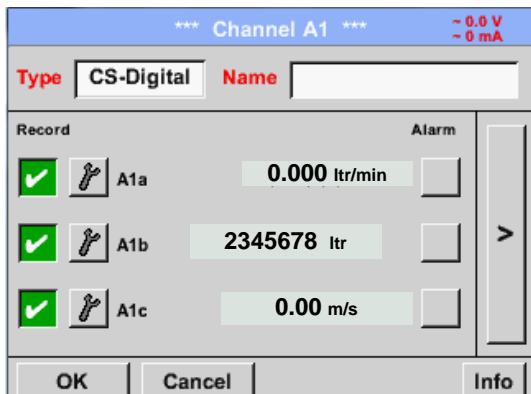 *** Channel A1 ***
~ 0.0 V
~ 0 mA
Type CS-Digital Name
Record Alarm
A1a 0.000 ltr/min
A1b 2345678 ltr
>
A1c 0.00 m/s
OK Cancel Info